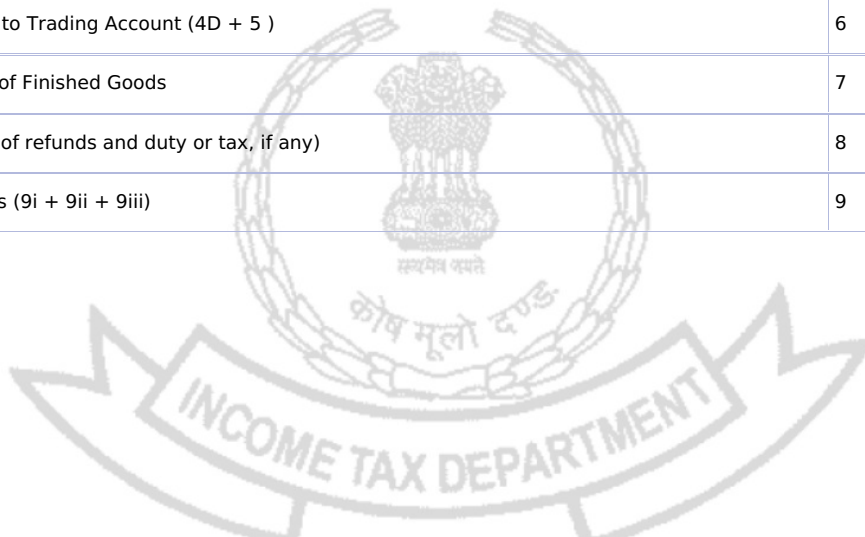 to Trading Account (4D + 5 ) 6
of Finished Goods 7
of refunds and duty or tax, if any) 8
s (9i + 9ii + 9iii) 9
सत्यमेव जयते
कोष मूलो दण्ड:
INCOME TAX DEPARTMENT